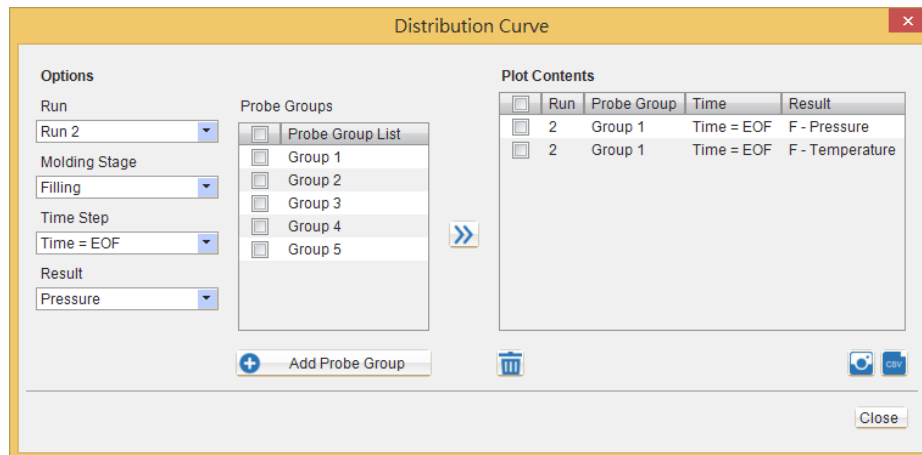 Distribution Curve
Options
Run
Run 2
Molding Stage
Filling
Time Step
Time = EOF
Result
Pressure
Probe Groups
Probe Group List
Group 1
Group 2
Group 3
Group 4
Group 5
Add Probe Group
Plot Contents
Run Probe Group Time Result
2 Group 1 Time = EOF F - Pressure
2 Group 1 Time = EOF F - Temperature
CSV
Close